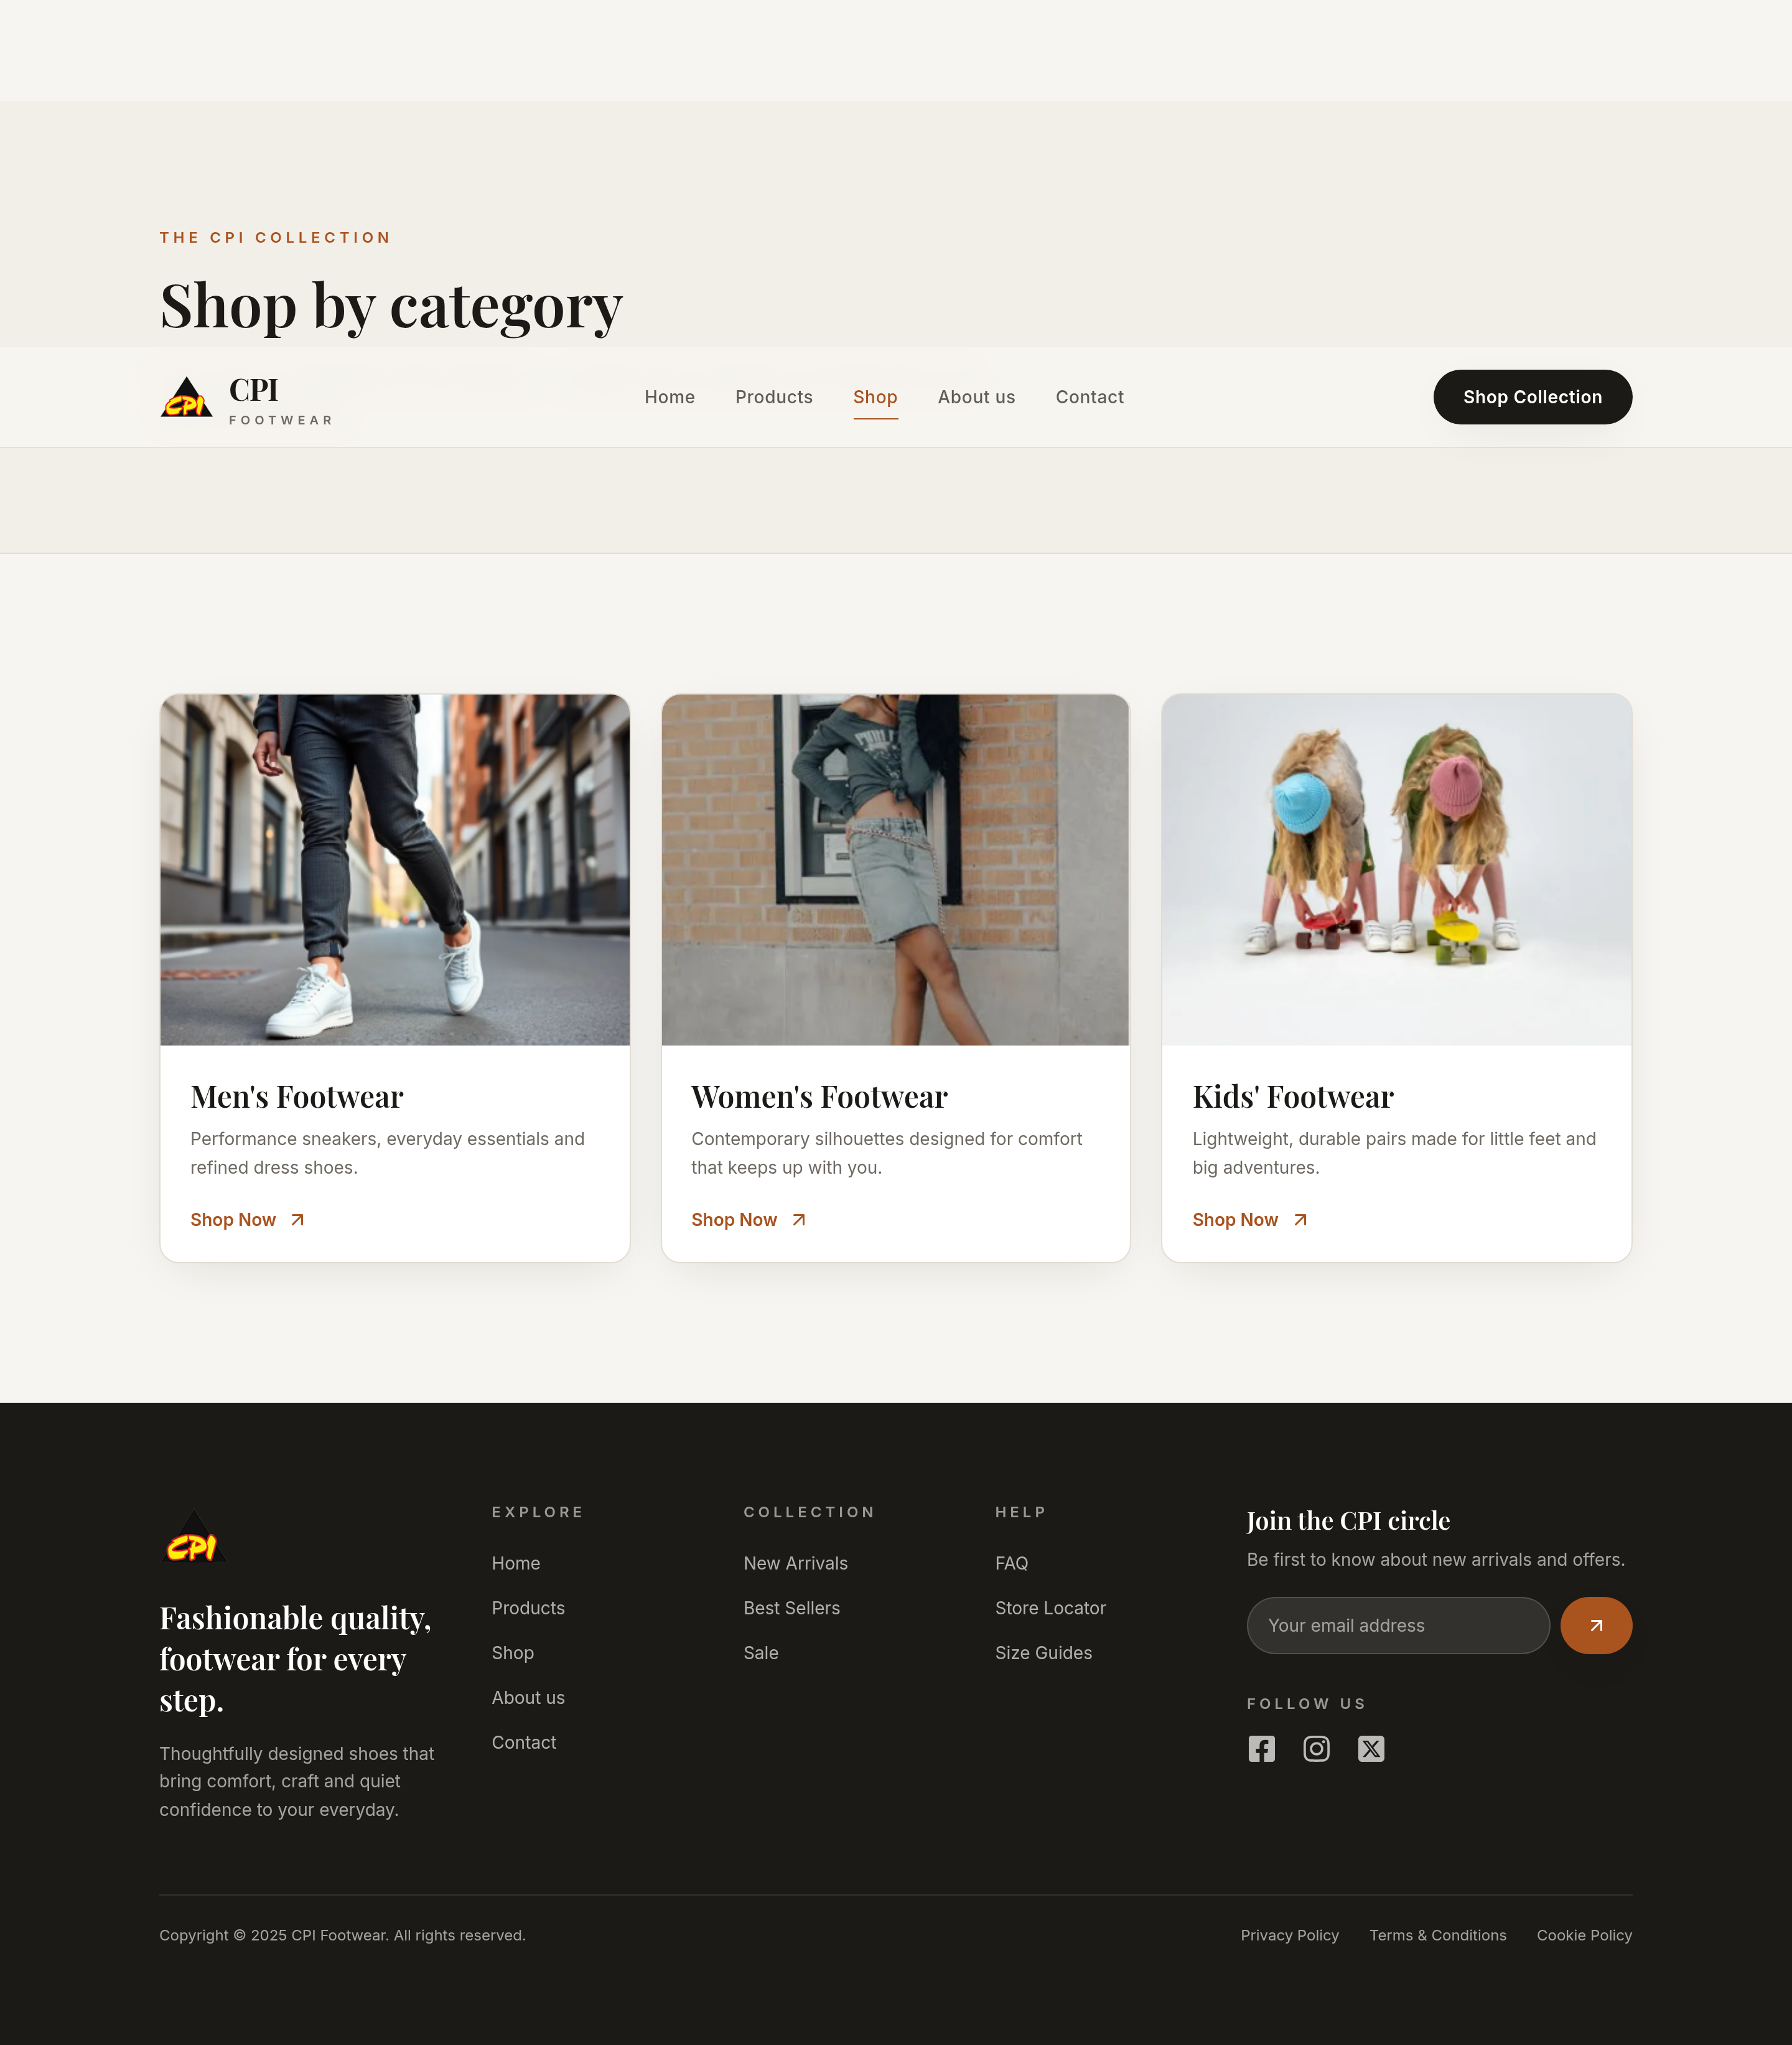 THE CPI COLLECTION
Shop by category
CPI
CPI
FOOTWEAR
Home
Products
Shop
About us
Contact
Shop Collection
Men's Footwear
Performance sneakers, everyday essentials and
refined dress shoes.
Shop Now
Women's Footwear
Contemporary silhouettes designed for comfort
that keeps up with you.
Shop Now
Kids' Footwear
Lightweight, durable pairs made for little feet and
big adventures.
Shop Now
CPI
Fashionable quality,
footwear for every
step.
Thoughtfully designed shoes that
bring comfort, craft and quiet
confidence to your everyday.
EXPLORE
Home
Products
Shop
About us
Contact
COLLECTION
New Arrivals
Best Sellers
Sale
HELP
FAQ
Store Locator
Size Guides
Join the CPI circle
Be first to know about new arrivals and offers.
Your email address
FOLLOW US
Copyright © 2025 CPI Footwear. All rights reserved.
Privacy Policy
Terms & Conditions
Cookie Policy